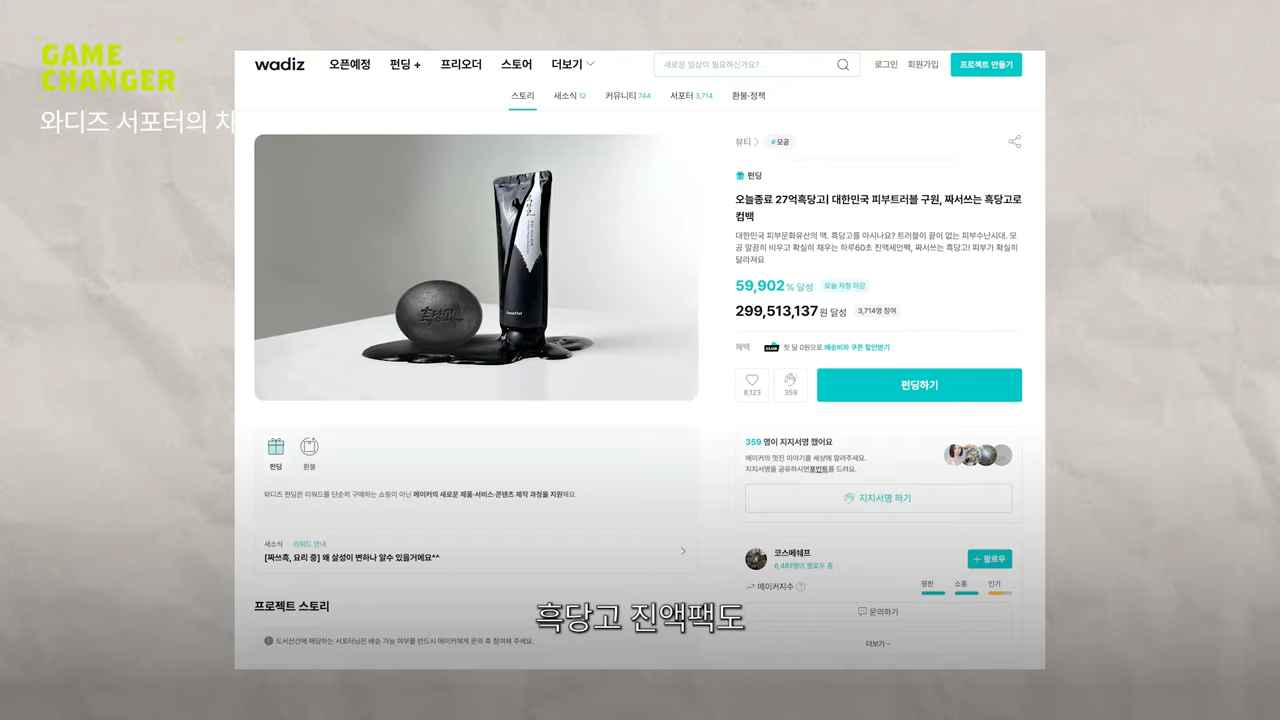 GAME
CHANGER
와디즈 서포터의 차
wadiz 오픈예정 펀딩 + 프리오더 스토어 더보기 새로운 일상이 필요하신가요? 로그인 회원가입 프로젝트 만들기
스토리 새소식 12 커뮤니티 744 서포터 3,714 환불·정책
흑당고
CosmeChef
뷰티 # 모공
펀딩
오늘종료 27억흑당고| 대한민국 피부트러블 구원, 짜서쓰는 흑당고로
컴백
대한민국 피부문화유산의 맥. 흑당고를 아시나요? 트러블이 끝이 없는 피부수난시대. 모
공 말끔히 비우고 확실히 채우는 하루60초 진액세안팩, 짜서쓰는 흑당고! 피부가 확실히
달라져요
59,902 % 달성 오늘 자정 마감
299,513,137 원 달성 3,714명 참여
혜택 CLUB 첫 달 0원으로 배송비와 쿠폰 할인받기
8,123 359 펀딩하기
펀딩 환불
와디즈 펀딩은 리워드를 단순히 구매하는 쇼핑이 아닌 메이커의 새로운 제품·서비스·콘텐츠 제작 과정을 지원해요.
새소식 리워드 안내
[짜쓰흑, 요리 중] 왜 살성이 변하나 알수 있을거에요^^
프로젝트 스토리
도서산간에 해당하는 서포터님은 배송 가능 여부를 반드시 메이커에게 문의 후 참여해 주세요.
359 명이 지지서명 했어요
메이커의 멋진 이야기를 세상에 알려주세요.
지지서명을 공유하시면 포인트를 드려요.
지지서명 하기
코스메쉐프
6,481명이 팔로우 중
+ 팔로우
메이커지수 ? 평판 소통 인기
문의하기
더보기
흑당고 진액팩도